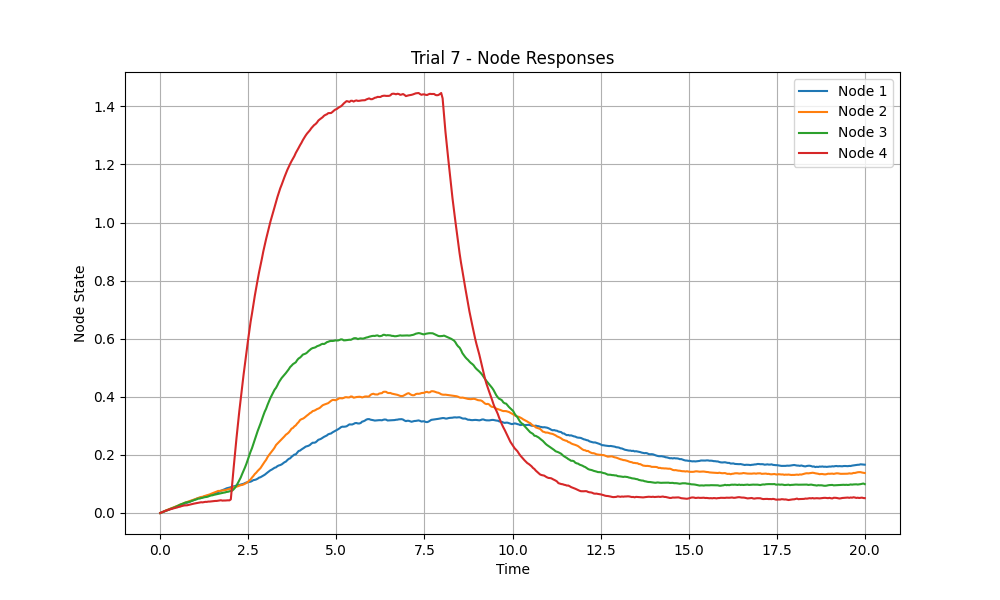 Trial 7 - Node Responses
Node 1
Node 2
Node 3
Node 4
Node State
1.4
1.2
1.0
0.8
0.6
0.4
0.2
0.0
0.0 2.5 5.0 7.5 10.0 12.5 15.0 17.5 20.0
Time